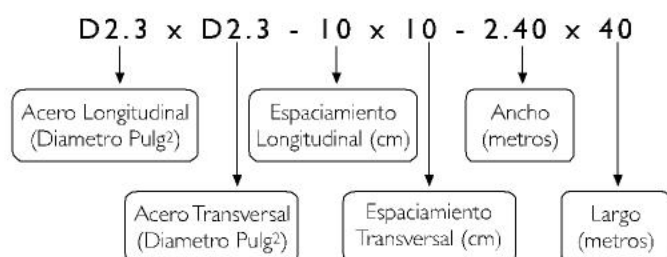 D2.3 x D2.3 - 10 x 10 - 2.40 x 40
Acero Longitudinal
(Diametro Pulg²)
Espaciamiento
Longitudinal (cm)
Ancho
(metros)
Acero Transversal
(Diametro Pulg²)
Espaciamiento
Transversal (cm)
Largo
(metros)